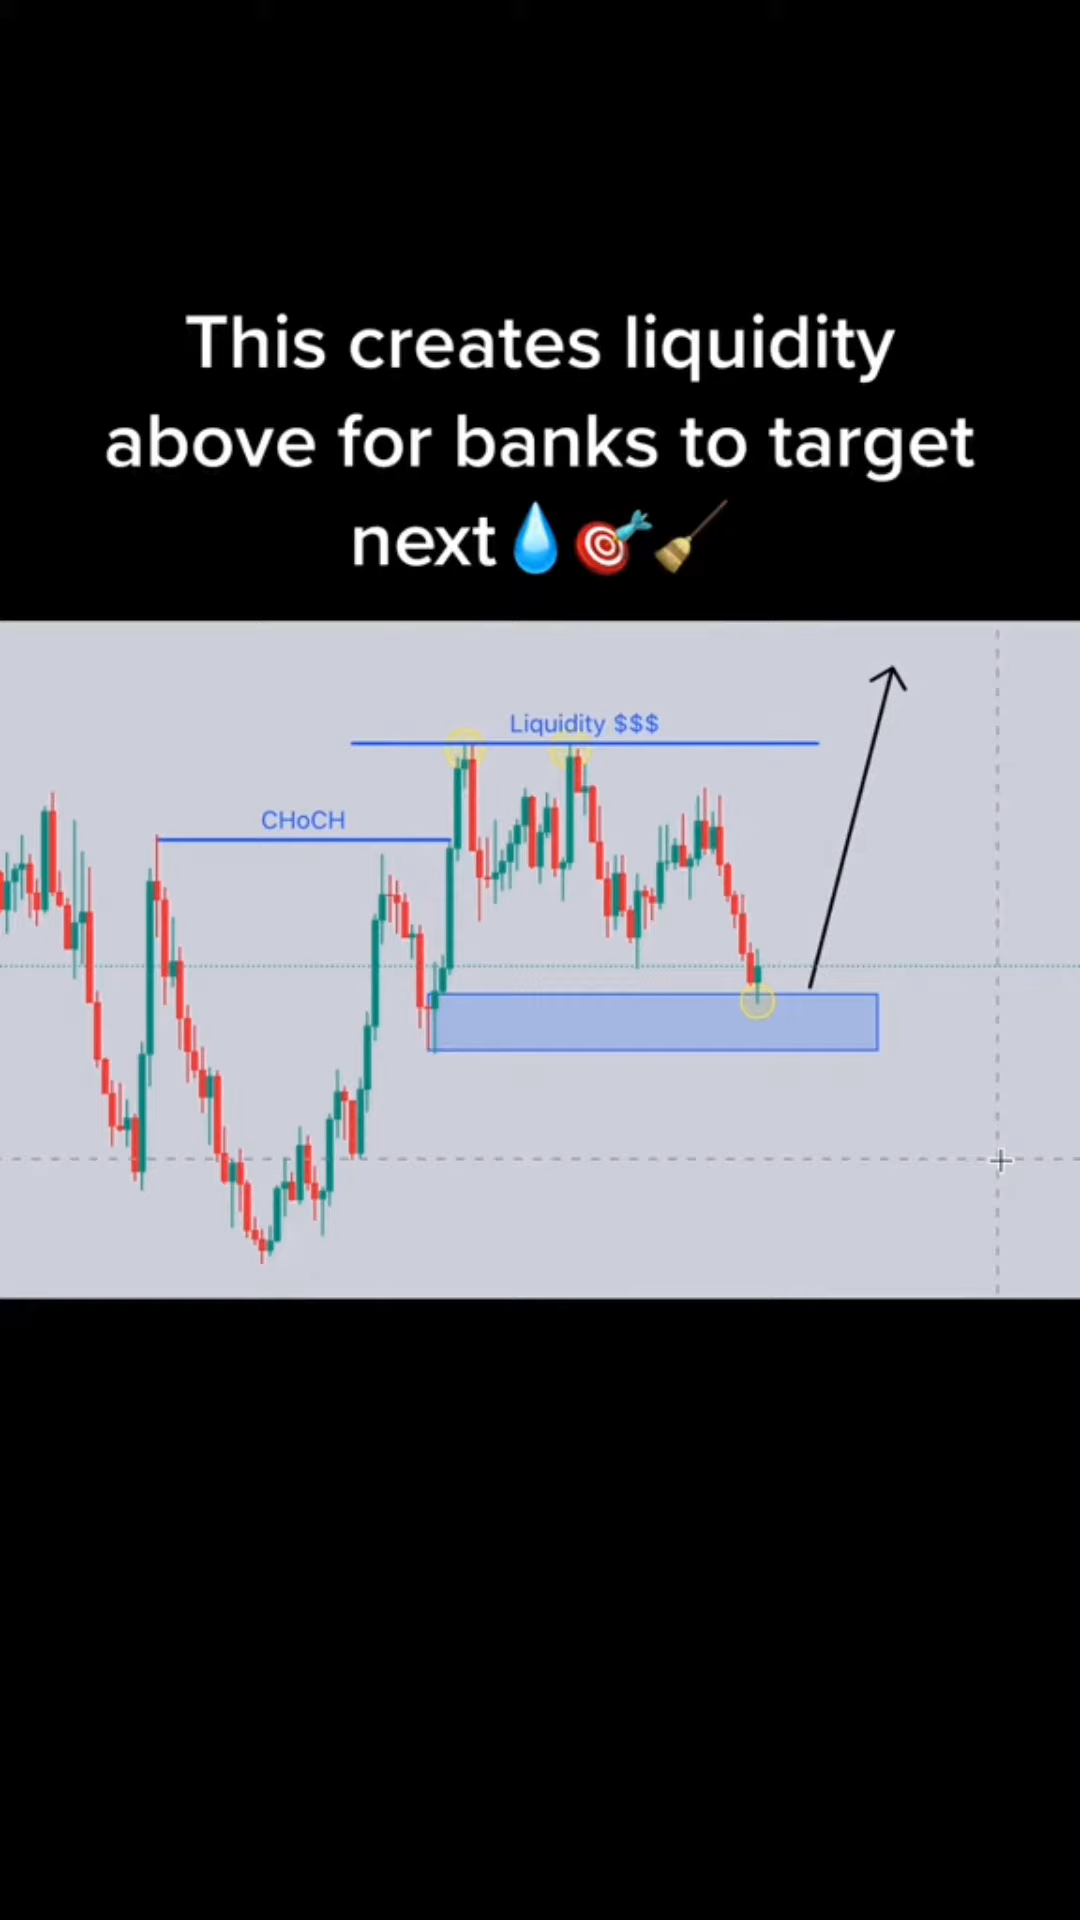 This creates liquidity
above for banks to target
next💧🎯🧹
Liquidity $$$
CHoCH